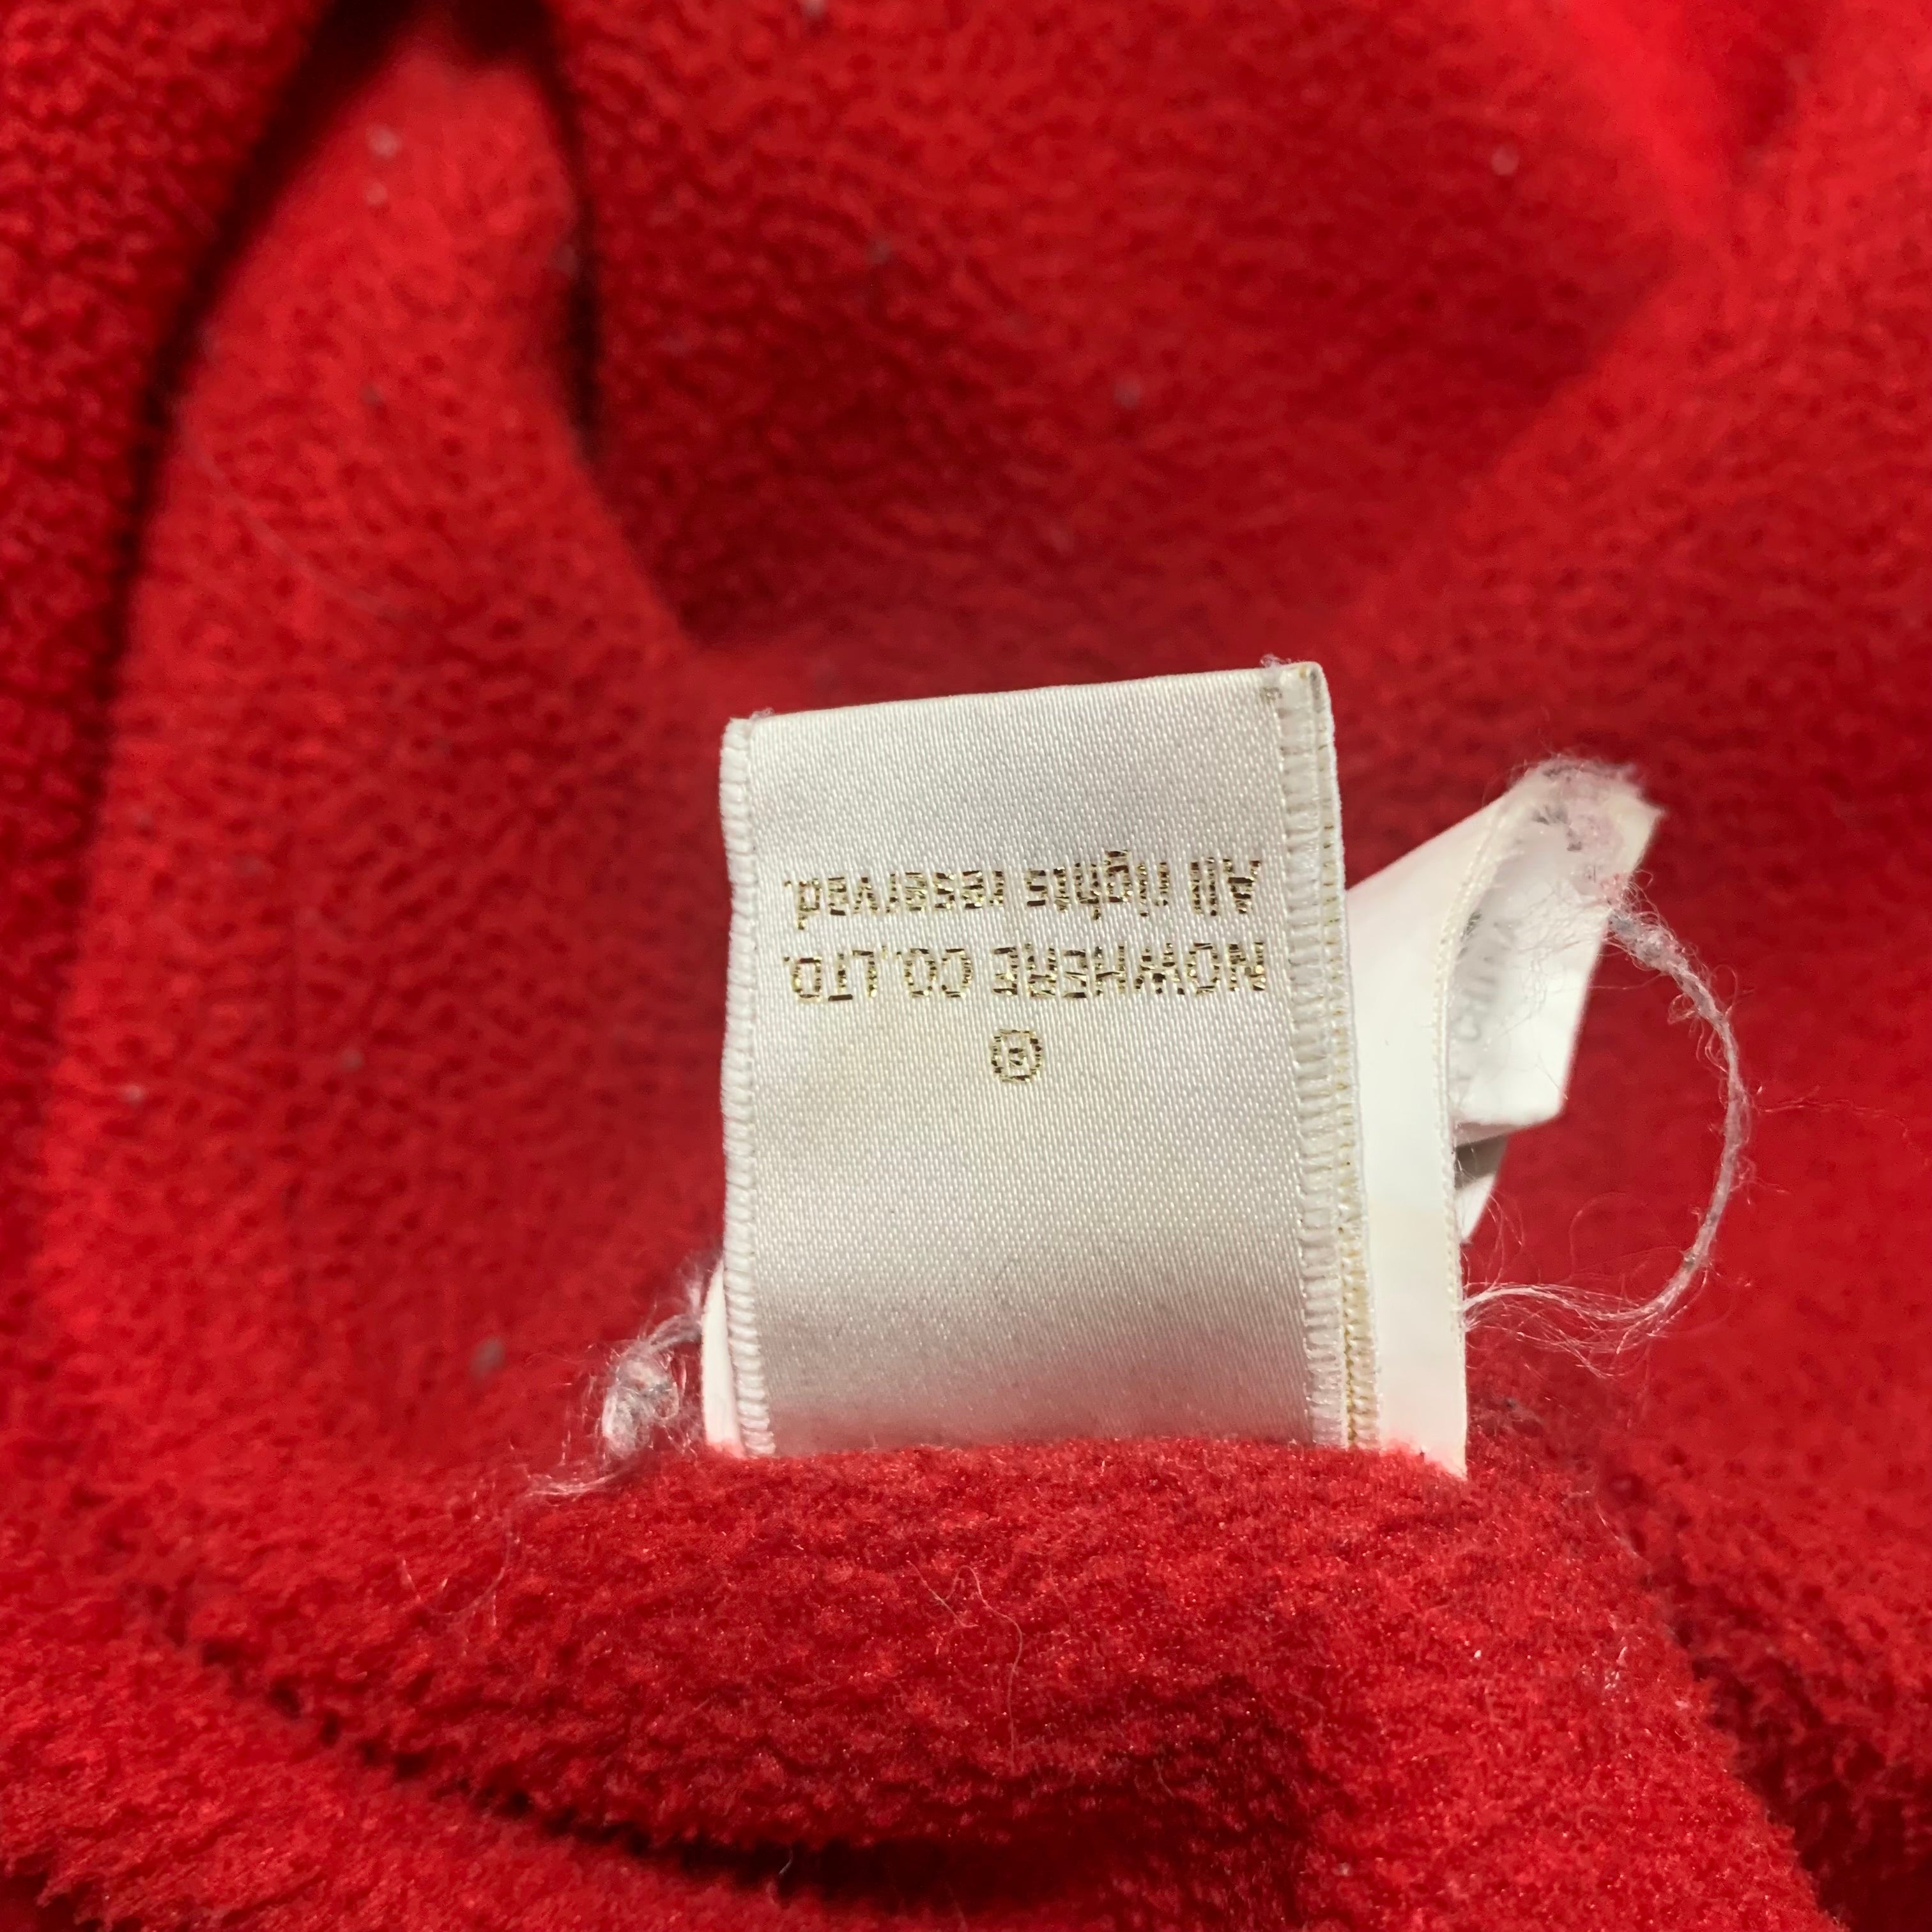 ®
NOWHERE CO.,LTD.
All rights reserved.